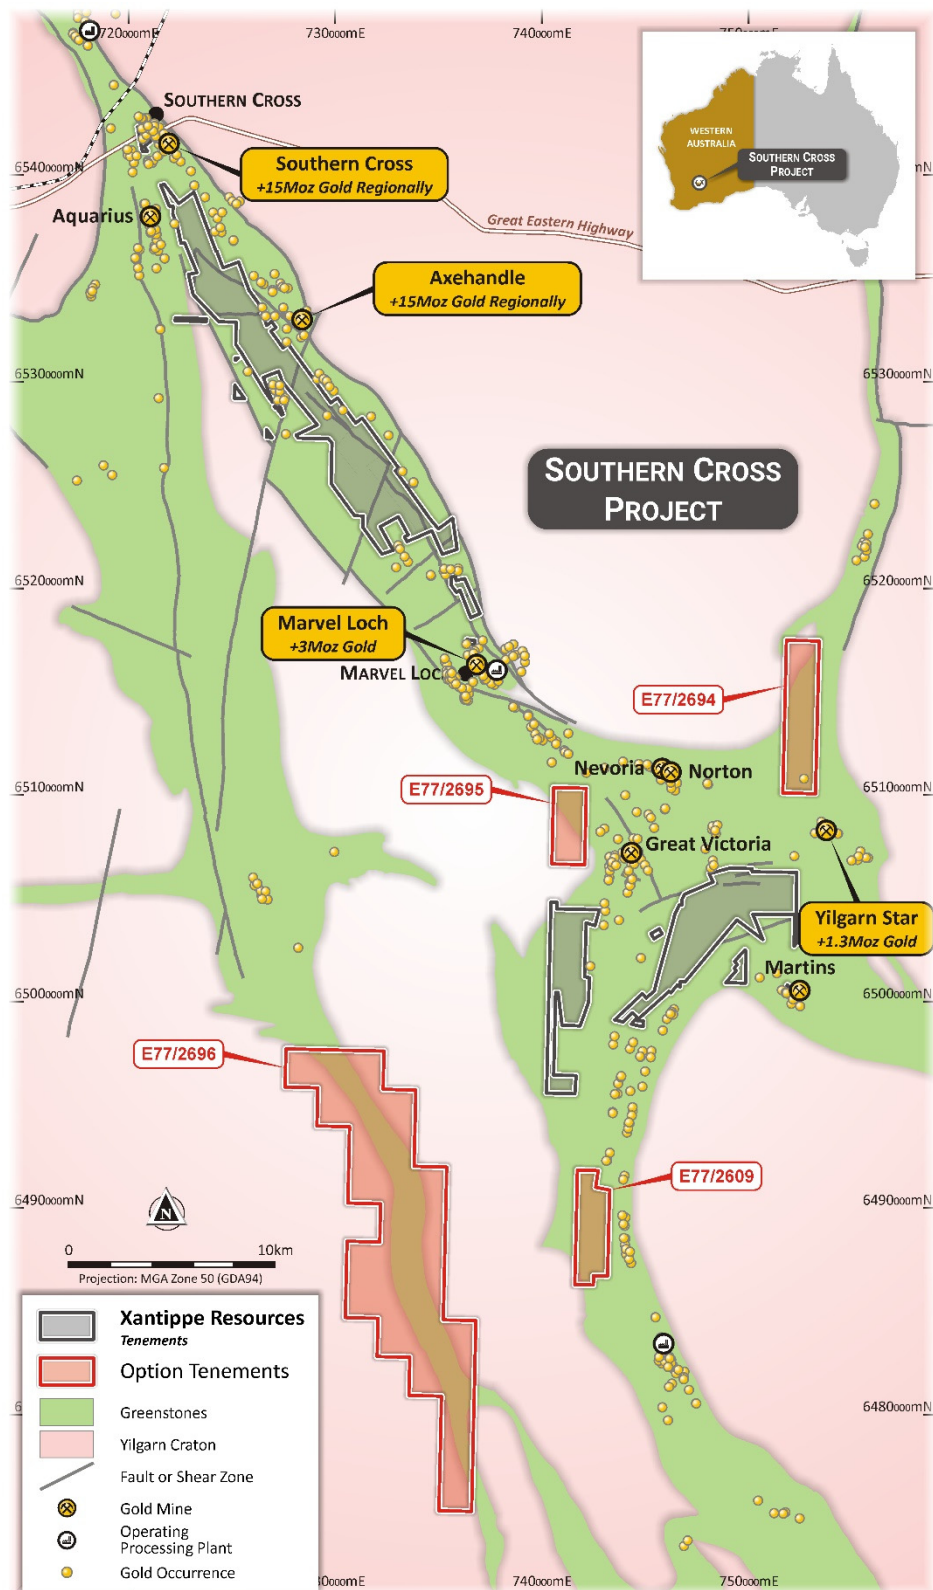 720000mE
730000mE
740000mE
SOUTHERN CROSS
WESTERN
AUSTRALIA
SOUTHERN CROSS
PROJECT
6540000mN
Southern Cross
+15Moz Gold Regionally
Aquarius
Great Eastern Highway
Axehandle
+15Moz Gold Regionally
6530000mN
6530000mN
SOUTHERN CROSS
PROJECT
6520000mN
6520000mN
Marvel Loch
+3Moz Gold
MARVEL LOC
E77/2694
Nevoria
Norton
E77/2695
6510000mN
6510000mN
Great Victoria
Yilgarn Star
+1.3Moz Gold
Martins
6500000mN
6500000mN
E77/2696
E77/2609
6490000mN
6490000mN
N
0
10km
Projection: MGA Zone 50 (GDA94)
Xantippe Resources
Tenements
Option Tenements
Greenstones
Yilgarn Craton
Fault or Shear Zone
Gold Mine
Operating
Processing Plant
Gold Occurrence
6480000mN
740000mE
750000mE